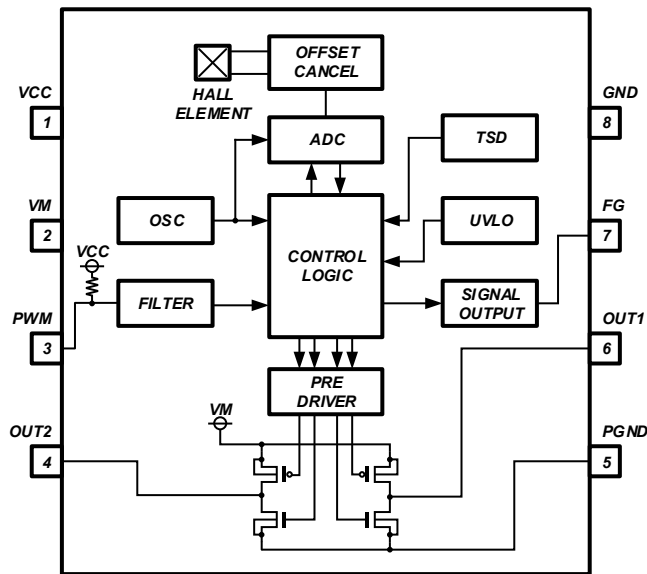 OFFSET
CANCEL
HALL
ELEMENT
VCC
1
GND
8
ADC
TSD
VM
2
OSC
UVLO
FG
7
CONTROL
LOGIC
VCC
FILTER
SIGNAL
OUTPUT
PWM
3
OUT1
6
PRE
DRIVER
VM
OUT2
4
PGND
5